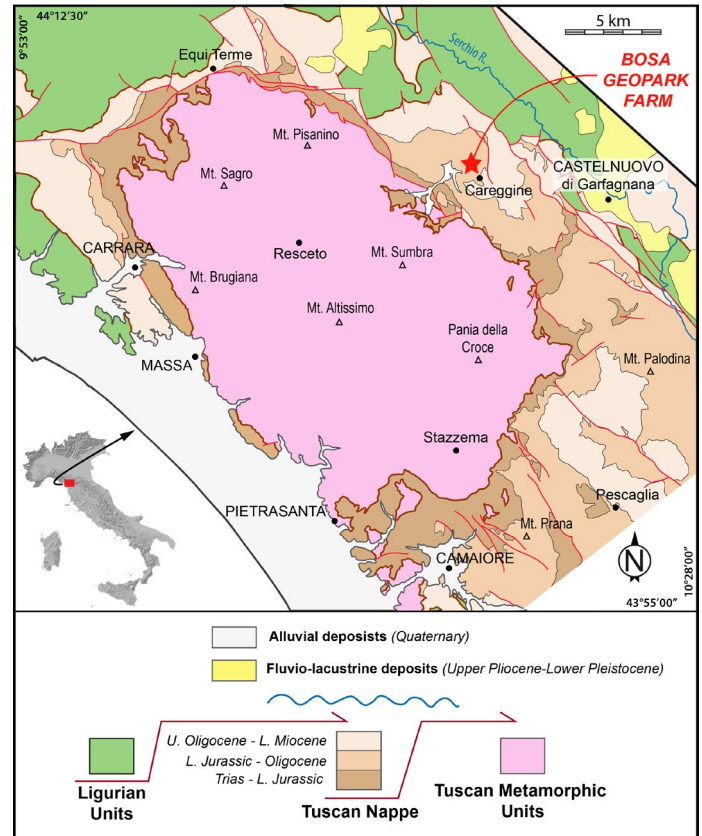 44°12'30"
9°53'00"
5 km
Equi Terme
Serchio R.
BOSA
GEOPARK
FARM
Mt. Pisanino
Mt. Sagro
Careggine
CASTELNUOVO
di Garfagnana
CARRARA
Resceto
Mt. Sumbra
Mt. Brugiana
Mt. Altissimo
Pania della
Croce
MASSA
Mt. Palodina
Stazzema
Pescaglia
PIETRASANTA
Mt. Prana
N
CAMAIORE
10°28'00"
43°55'00"
Alluvial deposists (Quaternary)
Fluvio-lacustrine deposits (Upper Pliocene-Lower Pleistocene)
U. Oligocene - L. Miocene
L. Jurassic - Oligocene
Trias - L. Jurassic
Ligurian
Units
Tuscan Nappe
Tuscan Metamorphic
Units